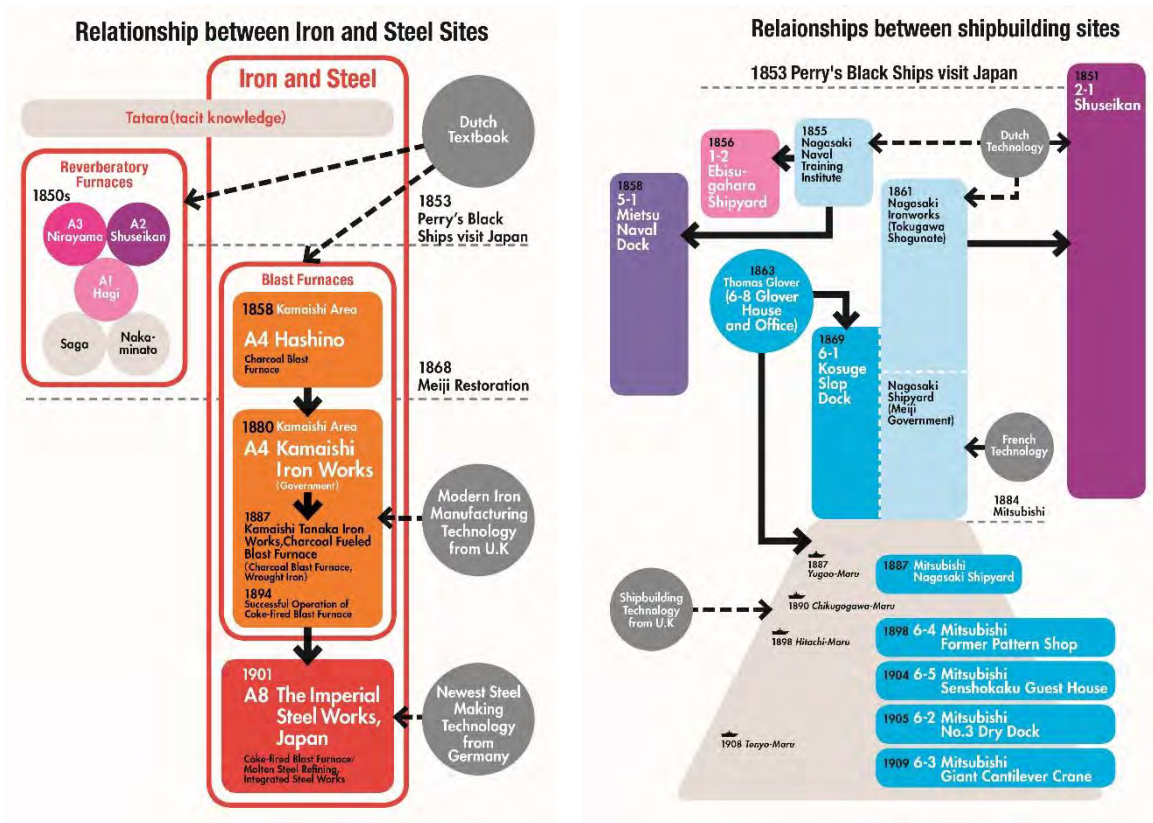 Relationship between Iron and Steel Sites
Iron and Steel
Tatara(tacit knowledge)
Dutch
Textbook
Reverberatory
Furnaces
1850s
A3
Nirayama
A2
Shuseikan
A1
Hagi
Saga
Naka-
minato
1853
Perry's Black
Ships visit Japan
Blast Furnaces
1858 Kamaishi Area
A4 Hashino
Charcoal Blast
Furnace
1868
Meiji Restoration
1880 Kamaishi Area
A4 Kamaishi
Iron Works
(Government)
1887
Kamaishi Tanaka Iron
Works,Charcoal Fueled
Blast Furnace
(Charcoal Blast Furnace,
Wrought Iron)
1894
Successful Operation of
Coke-fired Blast Furnace
Modern Iron
Manufacturing
Technology
from U.K
1901
A8 The Imperial
Steel Works,
Japan
Coke-fired Blast Furnace/
Molten Steel Refining,
Integrated Steel Works
Newest Steel
Making
Technology
from
Germany
Relaionships between shipbuilding sites
1853 Perry's Black Ships visit Japan
1851
2-1
Shuseikan
Dutch
Technology
1855
Nagasaki
Naval
Training
Institute
1856
1-2
Ebisu-
gahara
Shipyard
1858
5-1
Mietsu
Naval
Dock
1861
Nagasaki
Ironworks
(Tokugawa
Shogunate)
1863
Thomas Glover
(6-8 Glover
House
and Office)
1869
6-1
Kosuge
Slop
Dock
Nagasaki
Shipyard
(Meiji
Government)
French
Technology
1884
Mitsubishi
1887
Yugao-Maru
1887 Mitsubishi
Nagasaki Shipyard
Shipbuilding
Technology
from U.K
1890 Chikugogawa-Maru
1898 Hitachi-Maru
1898 6-4 Mitsubishi
Former Pattern Shop
1904 6-5 Mitsubishi
Senshokaku Guest House
1905 6-2 Mitsubishi
No.3 Dry Dock
1908 Tenyo-Maru
1909 6-3 Mitsubishi
Giant Cantilever Crane